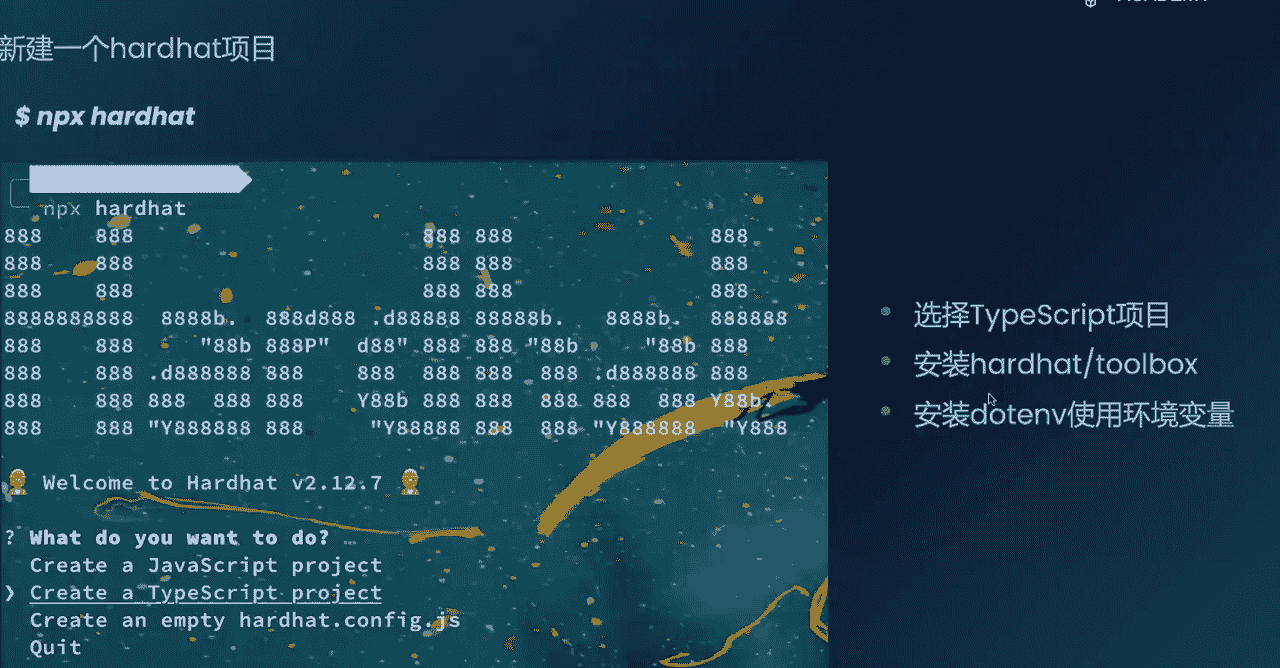 新建一个hardhat项目
$ npx hardhat
npx hardhat
888      888                                888 888                      888
888      888                                888 888                      888
888      888                                888 888                      888
8888888888   8888b.  888d888 .d88888 88888b.   8888b.  888888
888      888     "88b 888P"  d88" 888 888 "88b     "88b 888
888      888 .d888888 888    888  888 888  888 .d888888 888
888      888 888  888 888    Y88b 888 888  888 888  888 Y88b.
888      888 "Y888888 888     "Y88888 888  888 "Y888888  "Y888
Welcome to Hardhat v2.12.7
? What do you want to do? …
Create a JavaScript project
❯ Create a TypeScript project
Create an empty hardhat.config.js
Quit
• 选择TypeScript项目
• 安装hardhat/toolbox
• 安装dotenv使用环境变量